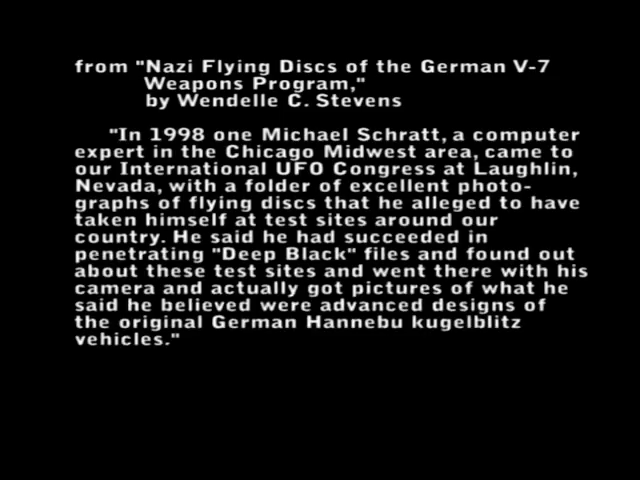 from "Nazi Flying Discs of the German V-7
Weapons Program,"
by Wendelle C. Stevens
"In 1998 one Michael Schratt, a computer
expert in the Chicago Midwest area, came to
our International UFO Congress at Laughlin,
Nevada, with a folder of excellent photo-
graphs of flying discs that he alleged to have
taken himself at test sites around our
country. He said he had succeeded in
penetrating "Deep Black" files and found out
about these test sites and went there with his
camera and actually got pictures of what he
said he believed were advanced designs of
the original German Hannebu kugelblitz
vehicles."